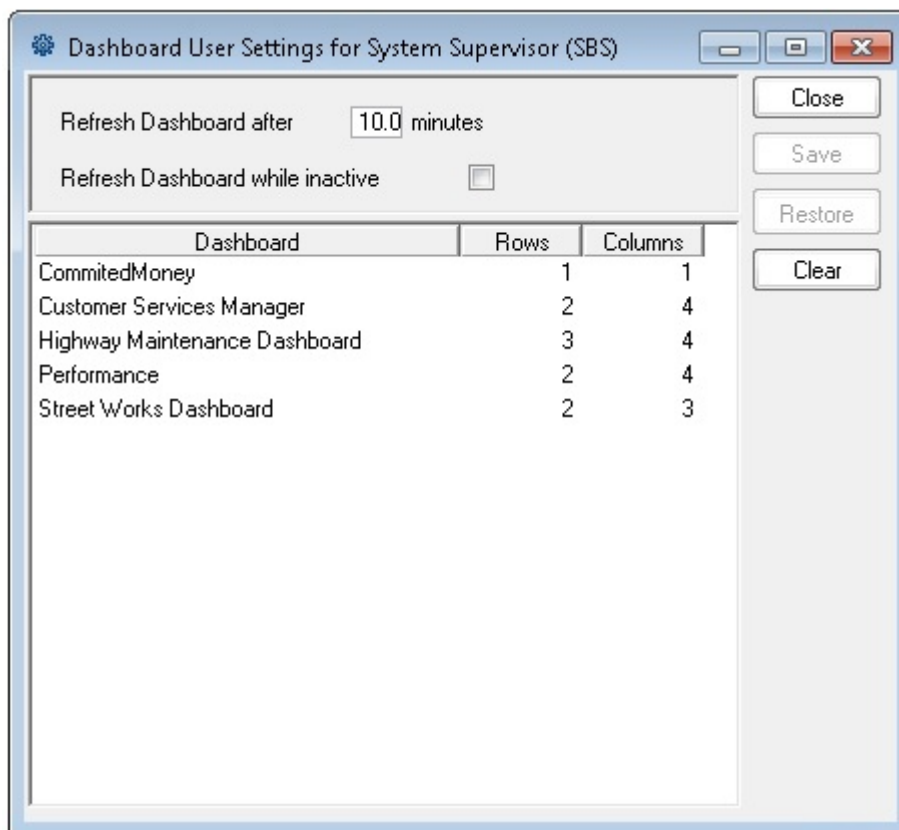 Dashboard User Settings for System Supervisor (SBS)
Refresh Dashboard after 10.0 minutes
Refresh Dashboard while inactive
Close
Save
Restore
Clear
Dashboard Rows Columns
CommitedMoney 1 1
Customer Services Manager 2 4
Highway Maintenance Dashboard 3 4
Performance 2 4
Street Works Dashboard 2 3